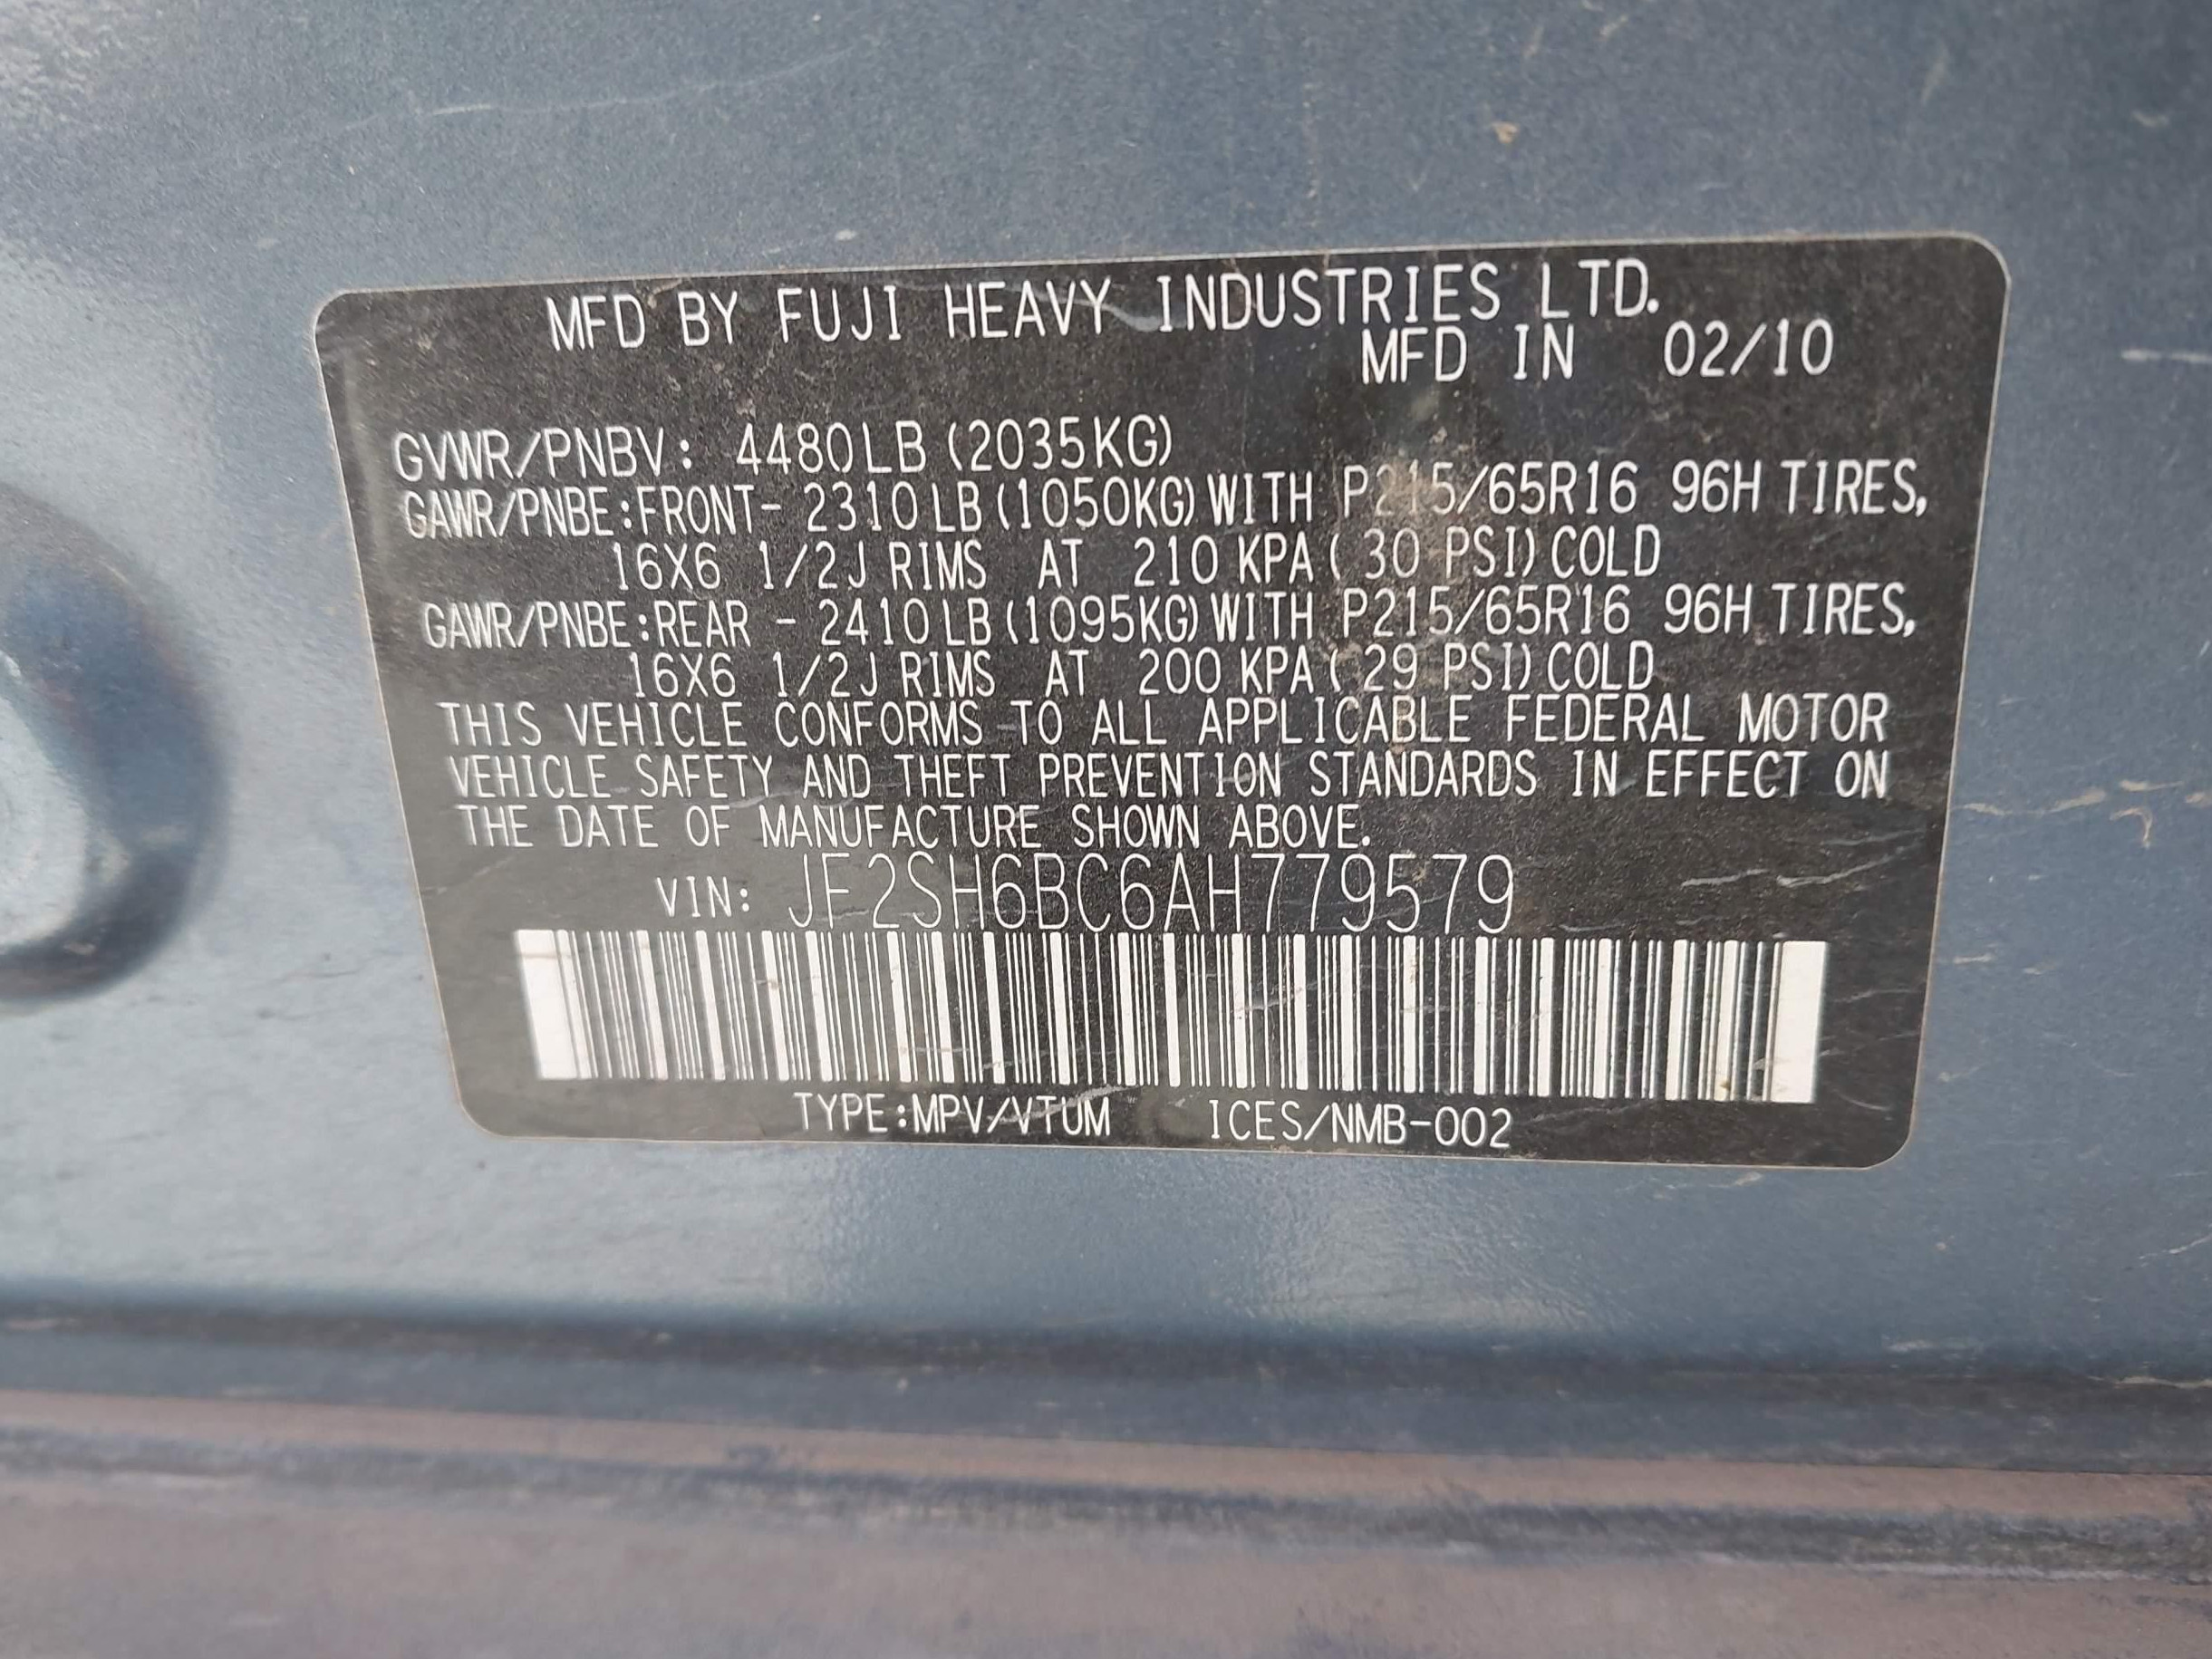 MFD BY FUJI HEAVY INDUSTRIES LTD.
MFD IN 02/10
GVWR/PNBV: 4480LB (2035KG)
GAWR/PNBE:FRONT- 2310LB(1050KG)WITH P215/65R16 96H TIRES,
16X6 1/2J RIMS AT 210 KPA( 30 PSI)COLD
GAWR/PNBE:REAR - 2410LB(1095KG)WITH P215/65R16 96H TIRES,
16X6 1/2J RIMS AT 200 KPA( 29 PSI)COLD
THIS VEHICLE CONFORMS TO ALL APPLICABLE FEDERAL MOTOR
VEHICLE SAFETY AND THEFT PREVENTION STANDARDS IN EFFECT ON
THE DATE OF MANUFACTURE SHOWN ABOVE.
VIN: JF2SH6BC6AH779579
TYPE:MPV/VTUM ICES/NMB-002